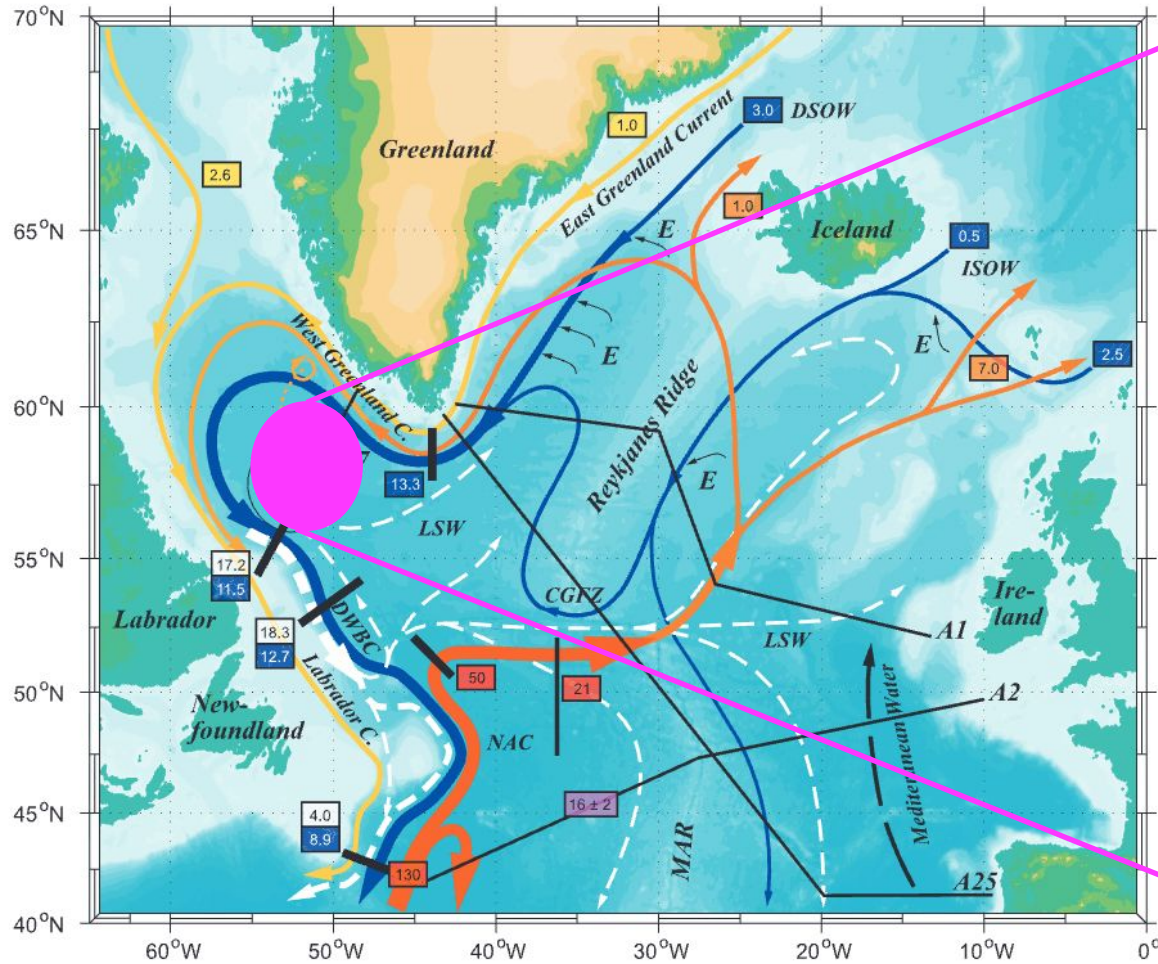 70°N
65°N
60°N
55°N
50°N
45°N
40°N
60°W
50°W
40°W
30°W
20°W
10°W
0°
Greenland
2.6
1.0
East Greenland Current
3.0
DSOW
1.0
Iceland
0.5
ISOW
E
E
E
E
2.5
7.0
West Greenland C.
Reykjanes Ridge
7
13.3
LSW
17.2
11.5
CGFZ
Labrador
18.3
12.7
DWBC
Labrador C.
LSW
Ire-
land
A1
50
21
New-
foundland
NAC
A2
Mediterranean Water
16 ± 2
4.0
8.9
130
MAR
A25